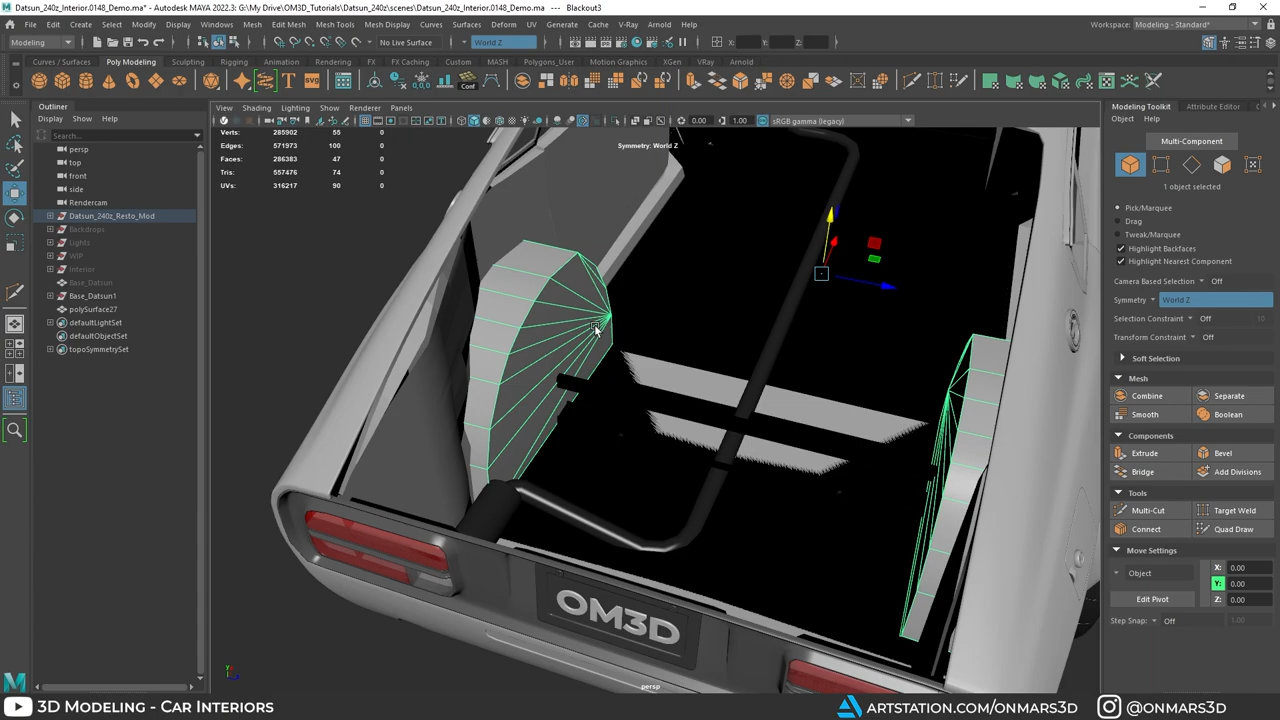 Datsun_240z_Interior.0148_Demo.ma* - Autodesk MAYA 2022.3: G:\My Drive\OM3D_Tutorials\Datsun_240z\scenes\Datsun_240z_Interior.0148_Demo.ma --- Blackout3
File Edit Create Select Modify Display Windows Mesh Edit Mesh Mesh Tools Mesh Display Curves Surfaces Deform UV Generate Cache V-Ray Arnold Help
Workspace: Modeling - Standard*
Modeling No Live Surface World Z X: Y: Z:
Curves / Surfaces Poly Modeling Sculpting Rigging Animation Rendering FX FX Caching Custom MASH Polygons_User Motion Graphics XGen VRay Arnold
Outliner
Display Show Help
Search...
persp
top
front
side
Rendercam
Datsun_240z_Resto_Mod
Backdrops
Lights
WIP
Interior
Base_Datsun
Base_Datsun1
polySurface27
defaultLightSet
defaultObjectSet
topoSymmetrySet
View Shading Lighting Show Renderer Panels
0.00 1.00 sRGB gamma (legacy)
Verts: 285902 55 0
Edges: 571973 100 0
Faces: 286383 47 0
Tris: 557476 74 0
UVs: 316217 90 0
Symmetry: World Z
OM3D
persp
Modeling Toolkit Attribute Editor
Object Help
Multi-Component
1 object selected
Pick/Marquee
Drag
Tweak/Marquee
Highlight Backfaces
Highlight Nearest Component
Camera Based Selection Off
Symmetry World Z
Selection Constraint Off 10
Transform Constraint Off
Soft Selection
Mesh
Combine Separate
Smooth Boolean
Components
Extrude Bevel
Bridge Add Divisions
Tools
Multi-Cut Target Weld
Connect Quad Draw
Move Settings
Object X: 0.00
Y: 0.00
Edit Pivot Z: 0.00
Step Snap: Off 1.00
3D Modeling - CAR INTERIORS
ARTSTATION.COM/ONMARS3D
@ONMARS3D